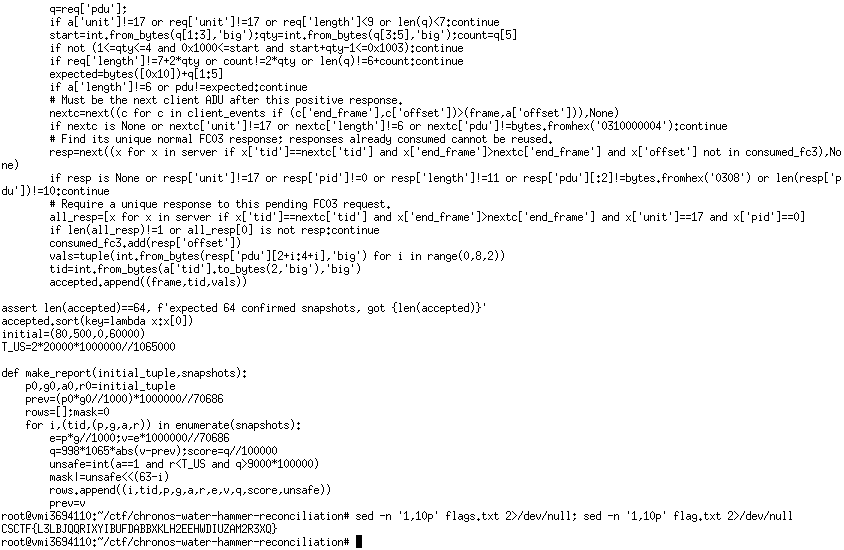 q=req['pdu'];
        if a['unit']!=17 or req['unit']!=17 or req['length']<9 or len(q)<7:continue
        start=int.from_bytes(q[1:3],'big');qty=int.from_bytes(q[3:5],'big');count=q[5]
        if not (1<=qty<=4 and 0x1000<=start and start+qty-1<=0x1003):continue
        if req['length']!=7+2*qty or count!=2*qty or len(q)!=6+count:continue
        expected=bytes([0x10])+q[1:5]
        if a['length']!=6 or pdu!=expected:continue
        # Must be the next client ADU after this positive response.
        nextc=next((c for c in client_events if (c['end_frame'],c['offset'])>(frame,a['offset'])),None)
        if nextc is None or nextc['unit']!=17 or nextc['length']!=6 or nextc['pdu']!=bytes.fromhex('0310000004'):continue
        # Find its unique normal FC03 response; responses already consumed cannot be reused.
        resp=next((x for x in server if x['tid']==nextc['tid'] and x['end_frame']>nextc['end_frame'] and x['offset'] not in consumed_fc3),No
ne)
        if resp is None or resp['unit']!=17 or resp['pid']!=0 or resp['length']!=11 or resp['pdu'][:2]!=bytes.fromhex('0308') or len(resp['p
du'])!=10:continue
        # Require a unique response to this pending FC03 request.
        all_resp=[x for x in server if x['tid']==nextc['tid'] and x['end_frame']>nextc['end_frame'] and x['unit']==17 and x['pid']==0]
        if len(all_resp)!=1 or all_resp[0] is not resp:continue
        consumed_fc3.add(resp['offset'])
        vals=tuple(int.from_bytes(resp['pdu'][2+i:4+i],'big') for i in range(0,8,2))
        tid=int.from_bytes(a['tid'].to_bytes(2,'big'),'big')
        accepted.append((frame,tid,vals))

assert len(accepted)==64, f'expected 64 confirmed snapshots, got {len(accepted)}'
accepted.sort(key=lambda x:x[0])
initial=(80,500,0,60000)
T_US=2*20000*1000000//1065000

def make_report(initial_tuple,snapshots):
    p0,g0,a0,r0=initial_tuple
    prev=(p0*g0//1000)*1000000//70686
    rows=[];mask=0
    for i,(tid,(p,g,a,r)) in enumerate(snapshots):
        e=p*g//1000;v=e*1000000//70686
        q=998*1065*abs(v-prev);score=q//100000
        unsafe=int(a==1 and r<T_US and q>9000*100000)
        mask|=unsafe<<(63-i)
        rows.append((i,tid,p,g,a,r,e,v,q,score,unsafe))
        prev=v
root@vmi3694110:~/ctf/chronos-water-hammer-reconciliation# sed -n '1,10p' flags.txt 2>/dev/null; sed -n '1,10p' flag.txt 2>/dev/null
CSCTF{L3LBJQQRIXYIBUFDABBXKLH2EEHWDIUZAM2R3XQ}
root@vmi3694110:~/ctf/chronos-water-hammer-reconciliation#